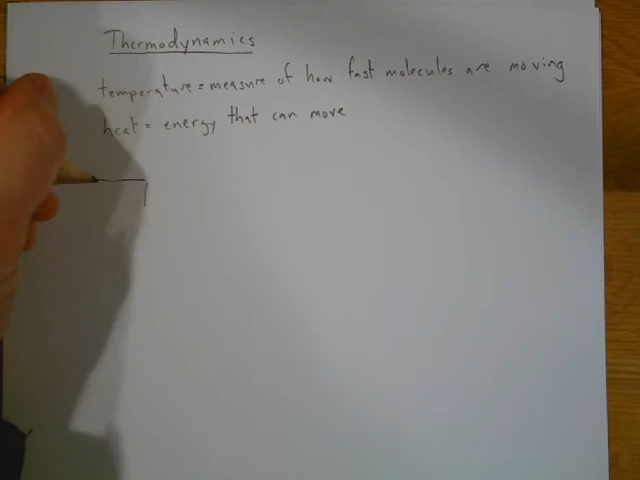 Thermodynamics
temperature = measure of how fast molecules are moving
heat = energy that can move